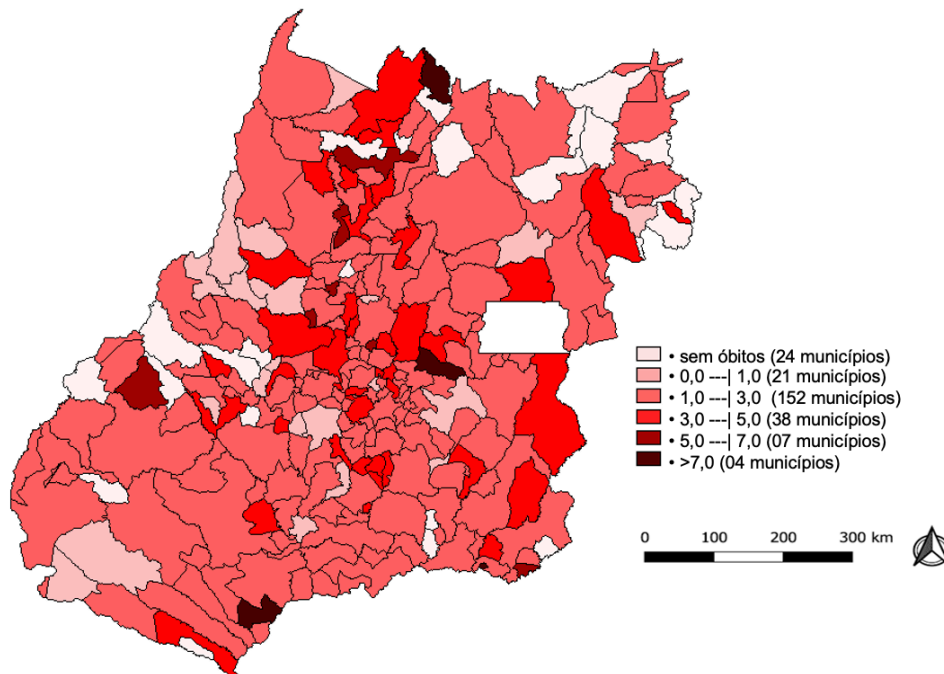 • sem óbitos (24 municípios)
• 0,0 ---| 1,0 (21 municípios)
• 1,0 ---| 3,0 (152 municípios)
• 3,0 ---| 5,0 (38 municípios)
• 5,0 ---| 7,0 (07 municípios)
• >7,0 (04 municípios)
0 100 200 300 km